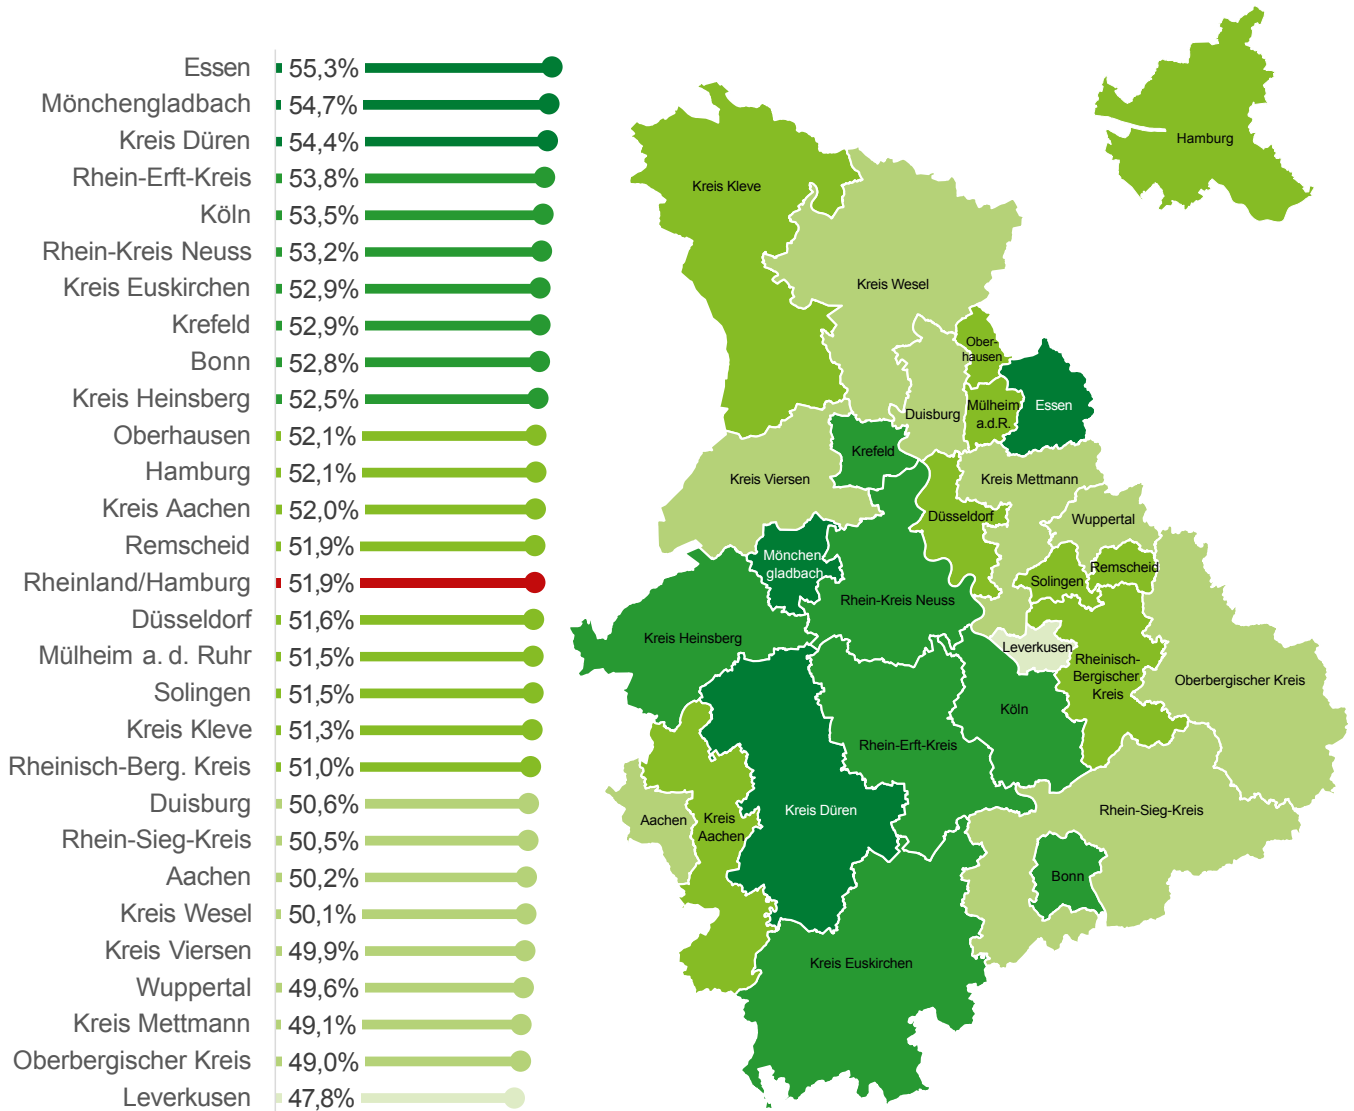 Essen 55,3%
Mönchengladbach 54,7%
Kreis Düren 54,4%
Rhein-Erft-Kreis 53,8%
Köln 53,5%
Rhein-Kreis Neuss 53,2%
Kreis Euskirchen 52,9%
Krefeld 52,9%
Bonn 52,8%
Kreis Heinsberg 52,5%
Oberhausen 52,1%
Hamburg 52,1%
Kreis Aachen 52,0%
Remscheid 51,9%
Rheinland/Hamburg 51,9%
Düsseldorf 51,6%
Mülheim a. d. Ruhr 51,5%
Solingen 51,5%
Kreis Kleve 51,3%
Rheinisch-Berg. Kreis 51,0%
Duisburg 50,6%
Rhein-Sieg-Kreis 50,5%
Aachen 50,2%
Kreis Wesel 50,1%
Kreis Viersen 49,9%
Wuppertal 49,6%
Kreis Mettmann 49,1%
Oberbergischer Kreis 49,0%
Leverkusen 47,8%
Hamburg
Kreis Kleve
Kreis Wesel
Ober-
hausen
Duisburg
Mülheim
a.d.R.
Essen
Krefeld
Kreis Viersen
Kreis Mettmann
Düsseldorf
Wuppertal
Mönchen
gladbach
Remscheid
Solingen
Rhein-Kreis Neuss
Kreis Heinsberg
Leverkusen
Rheinisch-
Bergischer
Kreis
Oberbergischer Kreis
Köln
Rhein-Erft-Kreis
Kreis Düren
Rhein-Sieg-Kreis
Aachen
Kreis
Aachen
Bonn
Kreis Euskirchen